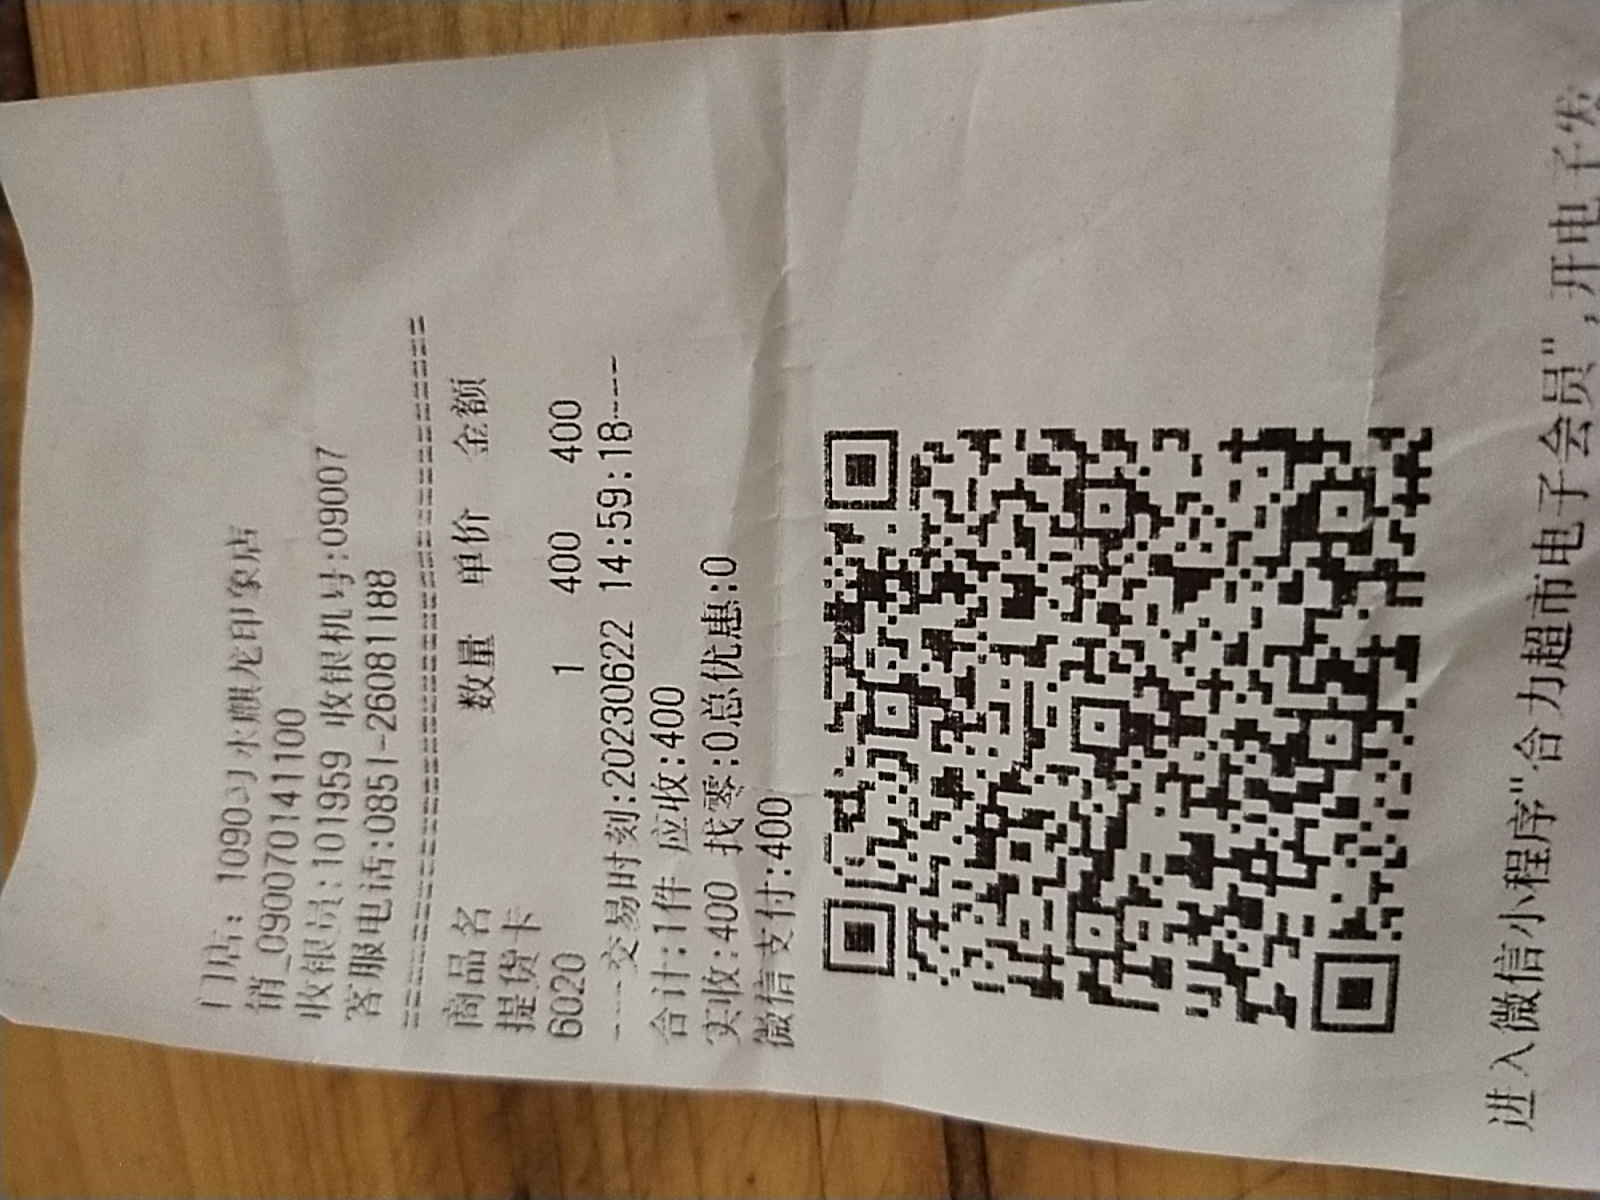 门店: 1090习水麒龙印象店
销_090070141100
收银员:101959 收银机号:09007
客服电话:0851-26081188
================================
商品名 数量 单价 金额
提货卡
6020 1 400 400
----交易时刻:20230622 14:59:18----
合计:1件 应收:400
实收:400 找零:0总优惠:0
微信支付:400
进入微信小程序"合力超市电子会员",开电子发